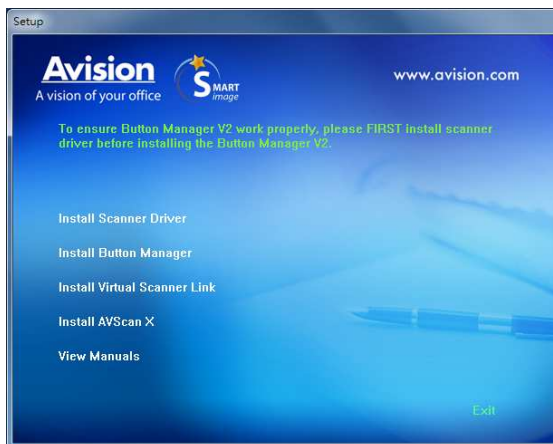 Setup
Avision
A vision of your office
SMART
image
www.avision.com
To ensure Button Manager V2 work properly, please FIRST install scanner
driver before installing the Button Manager V2.
Install Scanner Driver
Install Button Manager
Install Virtual Scanner Link
Install AVScan X
View Manuals
Exit